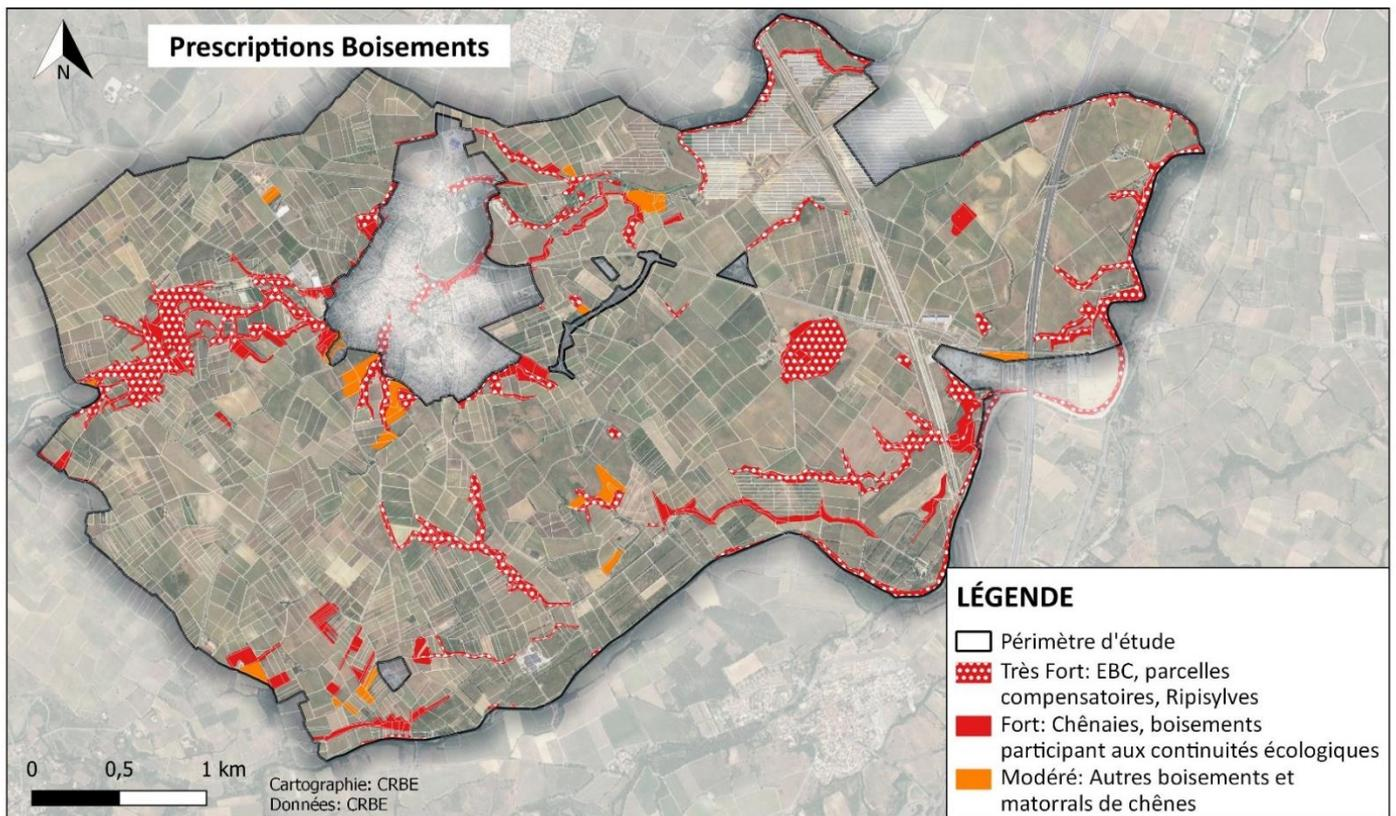 N
Prescriptions Boisements
LÉGENDE
Périmètre d'étude
Très Fort: EBC, parcelles
compensatoires, Ripisylves
Fort: Chênaies, boisements
participant aux continuités écologiques
Modéré: Autres boisements et
matorrals de chênes
0 0,5 1 km
Cartographie: CRBE
Données: CRBE